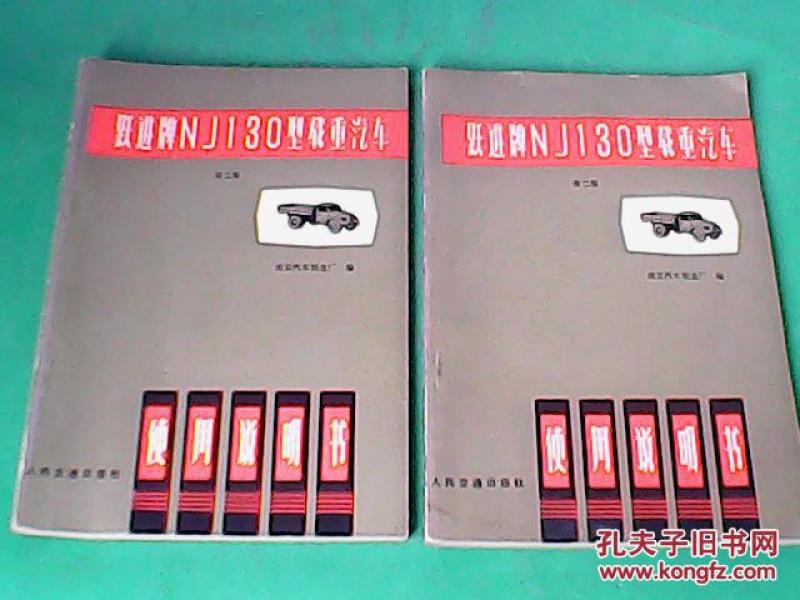 跃进牌NJ130型载重汽车
第二版
南京汽车制造厂 编
使用说明书
人民交通出版社
跃进牌NJ130型载重汽车
第二版
南京汽车制造厂 编
使用说明书
人民交通出版社
孔夫子旧书网
www.kongfz.com